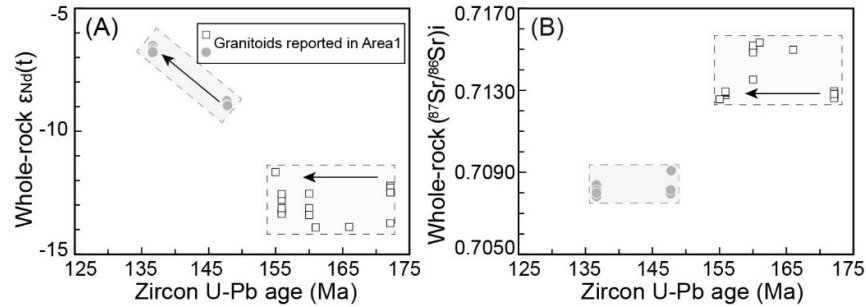 (A)
Granitoids reported in Area1
Whole-rock εNd(t)
-5
-9
-13
-15
125 135 145 155 165 175
Zircon U-Pb age (Ma)
(B)
Whole-rock (⁸⁷Sr/⁸⁶Sr)i
0.7170
0.7130
0.7090
0.7050
125 135 145 155 165 175
Zircon U-Pb age (Ma)